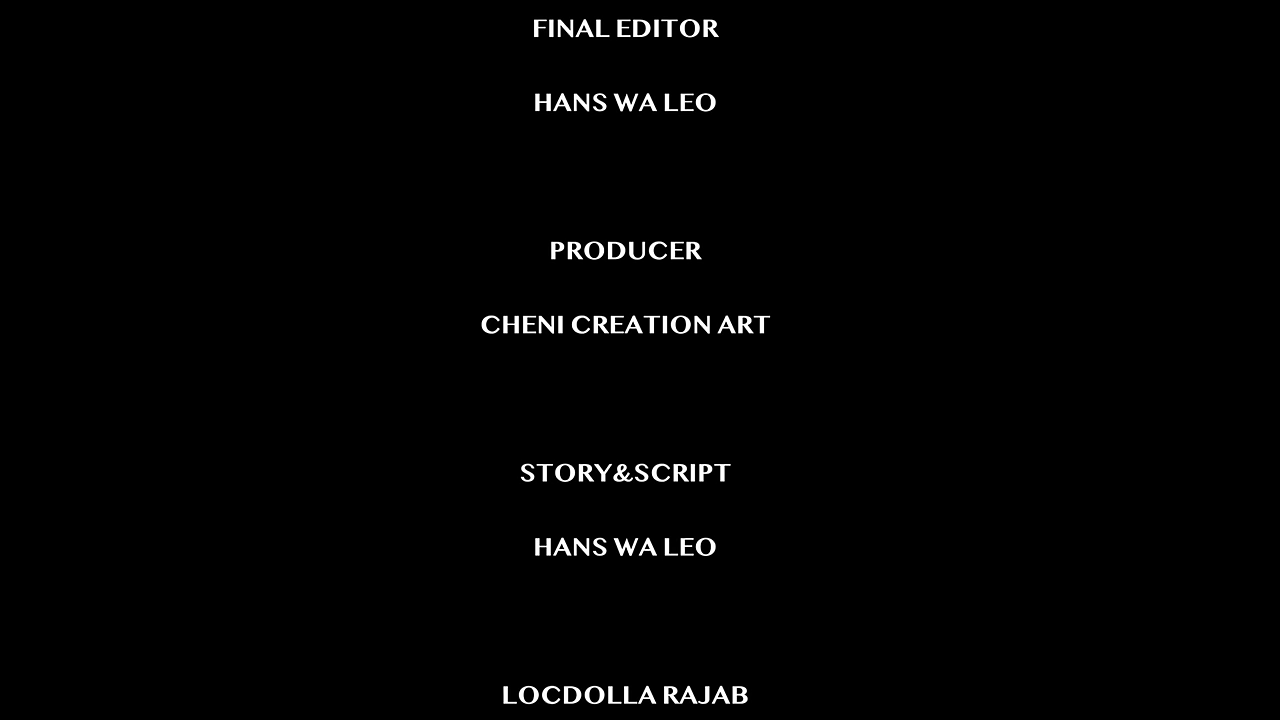 FINAL EDITOR
HANS WA LEO
PRODUCER
CHENI CREATION ART
STORY&SCRIPT
HANS WA LEO
LOCDOLLA RAJAB